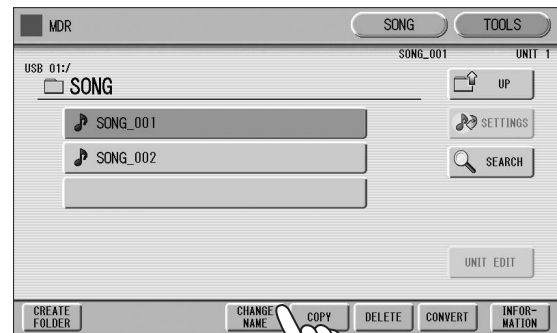 MDR
SONG
TOOLS
SONG_001
UNIT 1
USB 01:/
SONG
UP
SONG_001
SETTINGS
SONG_002
SEARCH
UNIT EDIT
CREATE
FOLDER
CHANGE
NAME
COPY
DELETE
CONVERT
INFOR-
MATION